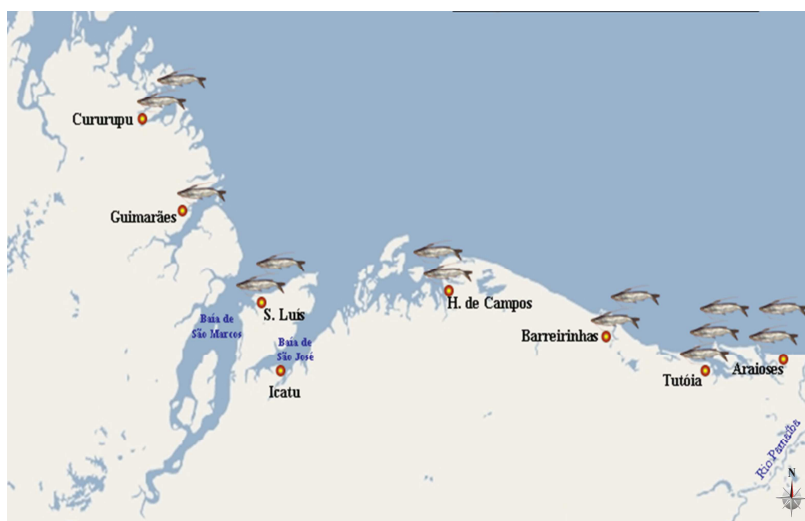 Cururupu
Guimarães
S. Luís
H. de Campos
Baía de
São Marcos
Baía de
São José
Barreirinhas
Icatu
Tutóia
Araioses
Rio Parnaíba
N